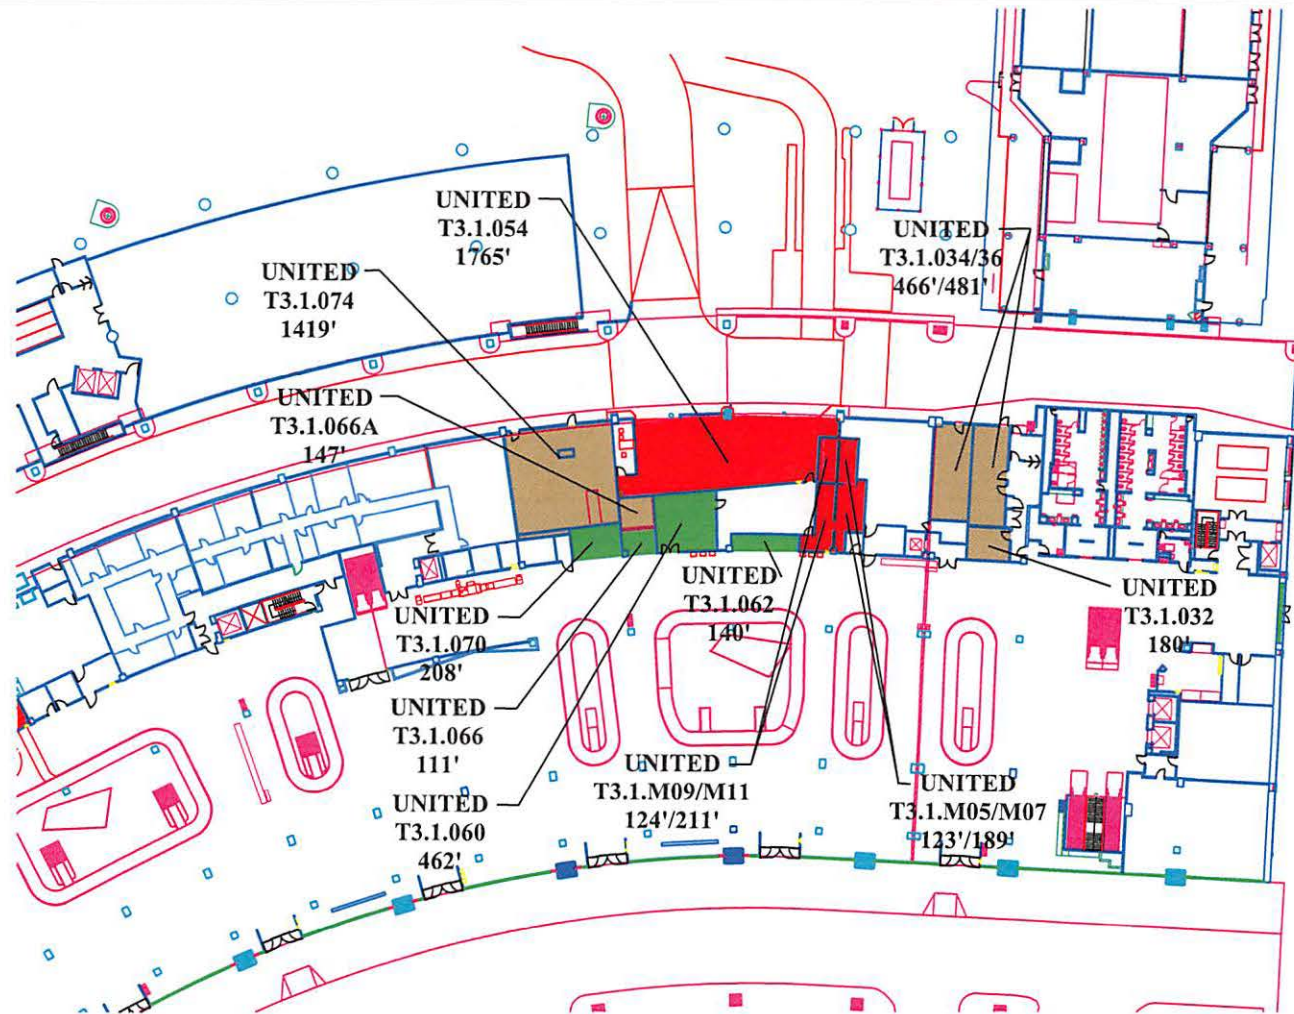 UNITED
T3.1.054
1765'
UNITED
T3.1.034/36
466'/481'
UNITED
T3.1.074
1419'
UNITED
T3.1.066A
147'
UNITED
T3.1.062
140'
UNITED
T3.1.032
180'
UNITED
T3.1.070
208'
UNITED
T3.1.066
111'
UNITED
T3.1.M09/M11
124'/211'
UNITED
T3.1.M05/M07
123'/189'
UNITED
T3.1.060
462'